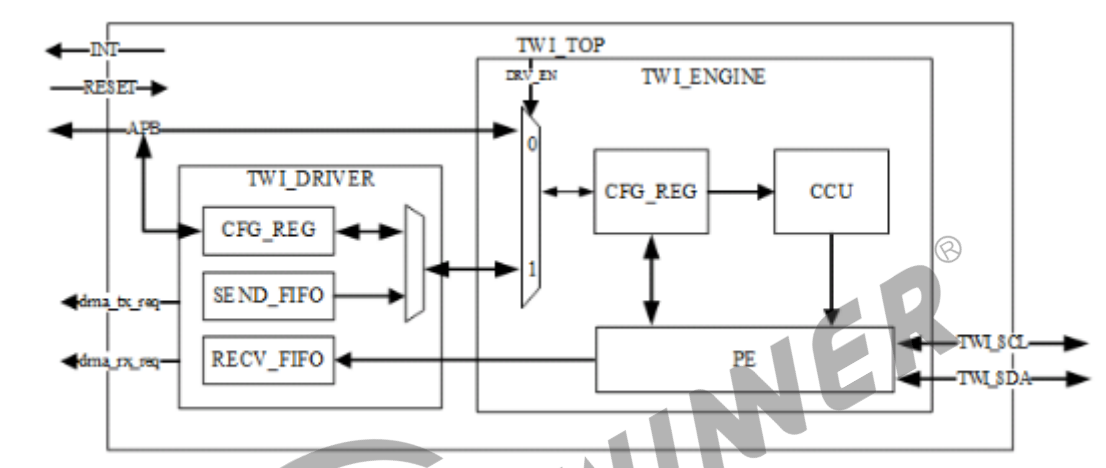 INT
TWI_TOP
RESET
DRV_EN
TWI_ENGINE
APB
0
TWI_DRIVER
CFG_REG
CCU
CFG_REG
1
SEND_FIFO
dma_tx_req
RECV_FIFO
dma_rx_req
PE
TWI_SCL
TWI_SDA
WINNER®